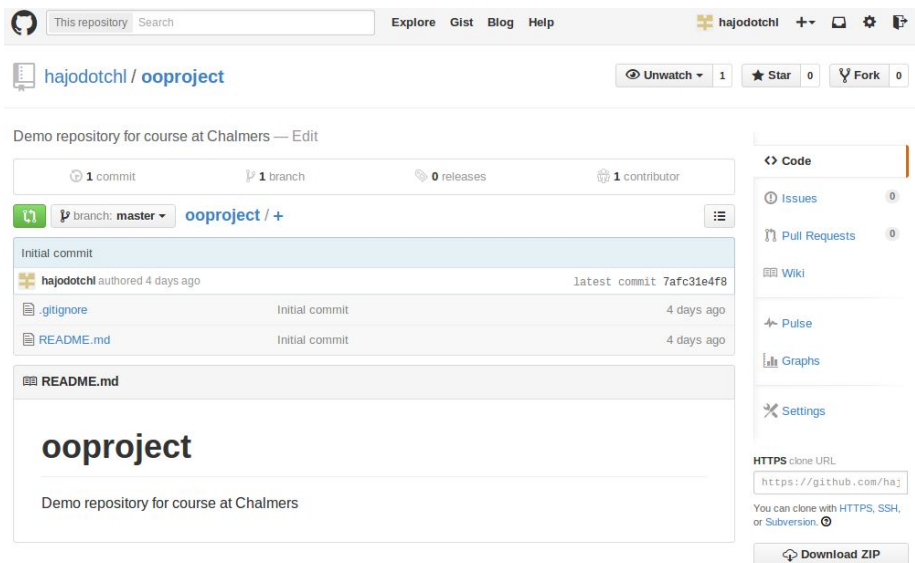 This repository Search Explore Gist Blog Help hajodotchl
hajodotchl / ooproject Unwatch 1 Star 0 Fork 0
Demo repository for course at Chalmers — Edit
1 commit 1 branch 0 releases 1 contributor
branch: master ooproject / +
Initial commit
hajodotchl authored 4 days ago latest commit 7afc31e4f8
.gitignore Initial commit 4 days ago
README.md Initial commit 4 days ago
README.md
ooproject
Demo repository for course at Chalmers
Code
Issues 0
Pull Requests 0
Wiki
Pulse
Graphs
Settings
HTTPS clone URL
https://github.com/haj
You can clone with HTTPS, SSH,
or Subversion.
Download ZIP